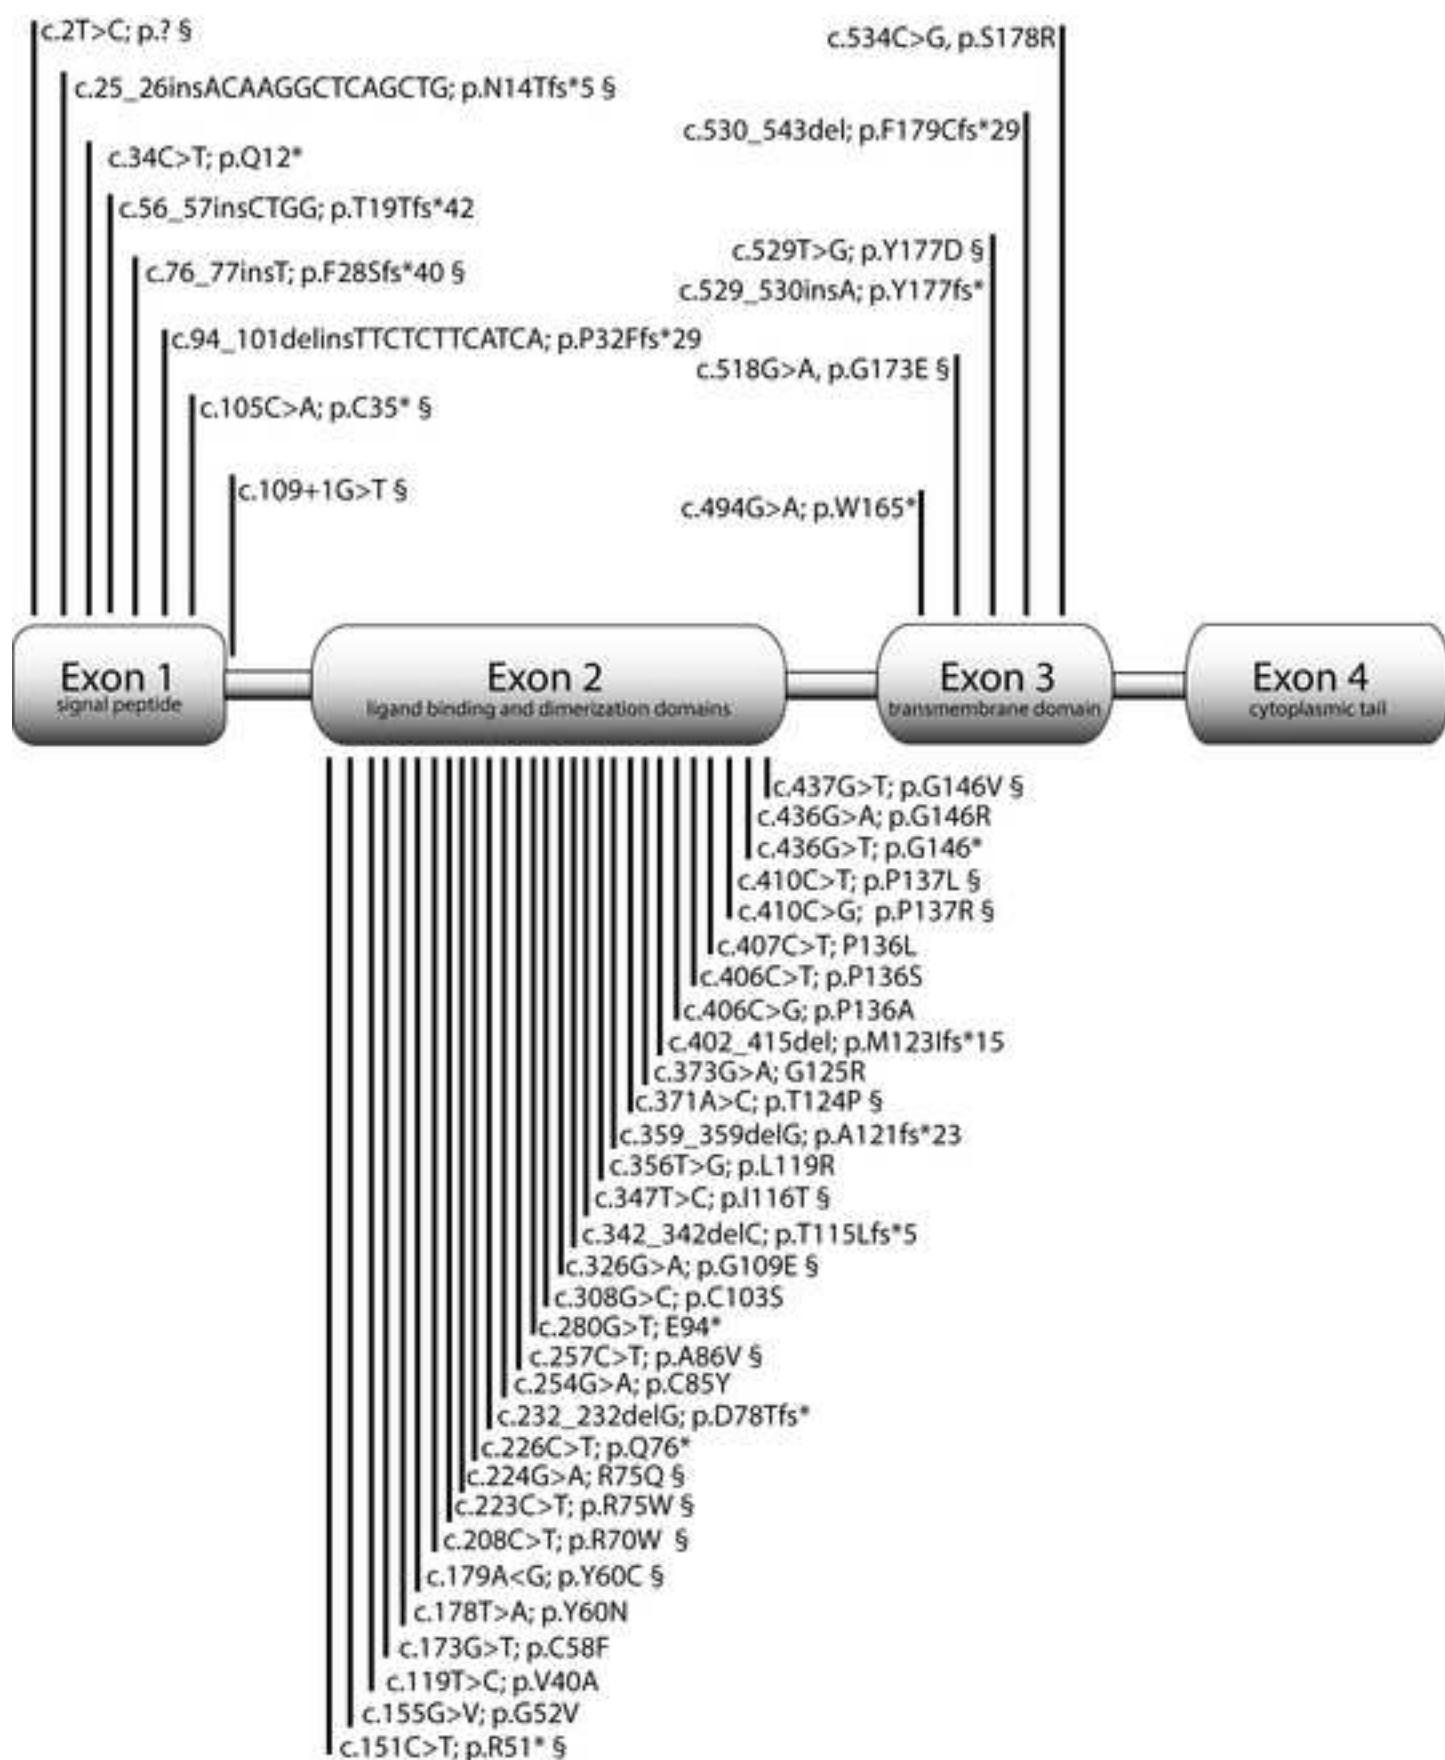 c.2T>C; p.? §
c.25_26insACAAGGCTCAGCTG; p.N14Tfs*5 §
c.34C>T; p.Q12*
c.56_57insCTGG; p.T19Tfs*42
c.76_77insT; p.F28Sfs*40 §
c.94_101delinsTTCTCTTCATCA; p.P32Ffs*29
c.105C>A; p.C35* §
c.109+1G>T §
c.534C>G, p.S178R
c.530_543del; p.F179Cfs*29
c.529T>G; p.Y177D §
c.529_530insA; p.Y177fs*
c.518G>A, p.G173E §
c.494G>A; p.W165*
Exon 1
signal peptide
Exon 2
ligand binding and dimerization domains
Exon 3
transmembrane domain
Exon 4
cytoplasmic tail
c.437G>T; p.G146V §
c.436G>A; p.G146R
c.436G>T; p.G146*
c.410C>T; p.P137L §
c.410C>G; p.P137R §
c.407C>T; P136L
c.406C>T; p.P136S
c.406C>G; p.P136A
c.402_415del; p.M123Ifs*15
c.373G>A; G125R
c.371A>C; p.T124P §
c.359_359delG; p.A121fs*23
c.356T>G; p.L119R
c.347T>C; p.I116T §
c.342_342delC; p.T115Lfs*5
c.326G>A; p.G109E §
c.308G>C; p.C103S
c.280G>T; E94*
c.257C>T; p.A86V §
c.254G>A; p.C85Y
c.232_232delG; p.D78Tfs*
c.226C>T; p.Q76*
c.224G>A; R75Q §
c.223C>T; p.R75W §
c.208C>T; p.R70W §
c.179A<G; p.Y60C §
c.178T>A; p.Y60N
c.173G>T; p.C58F
c.119T>C; p.V40A
c.155G>V; p.G52V
c.151C>T; p.R51* §